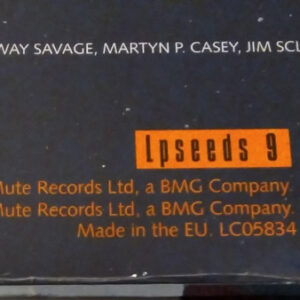 WAY SAVAGE, MARTYN P. CASEY, JIM SCL
Lpseeds 9
Mute Records Ltd, a BMG Company.
Mute Records Ltd, a BMG Company.
Made in the EU. LC05834